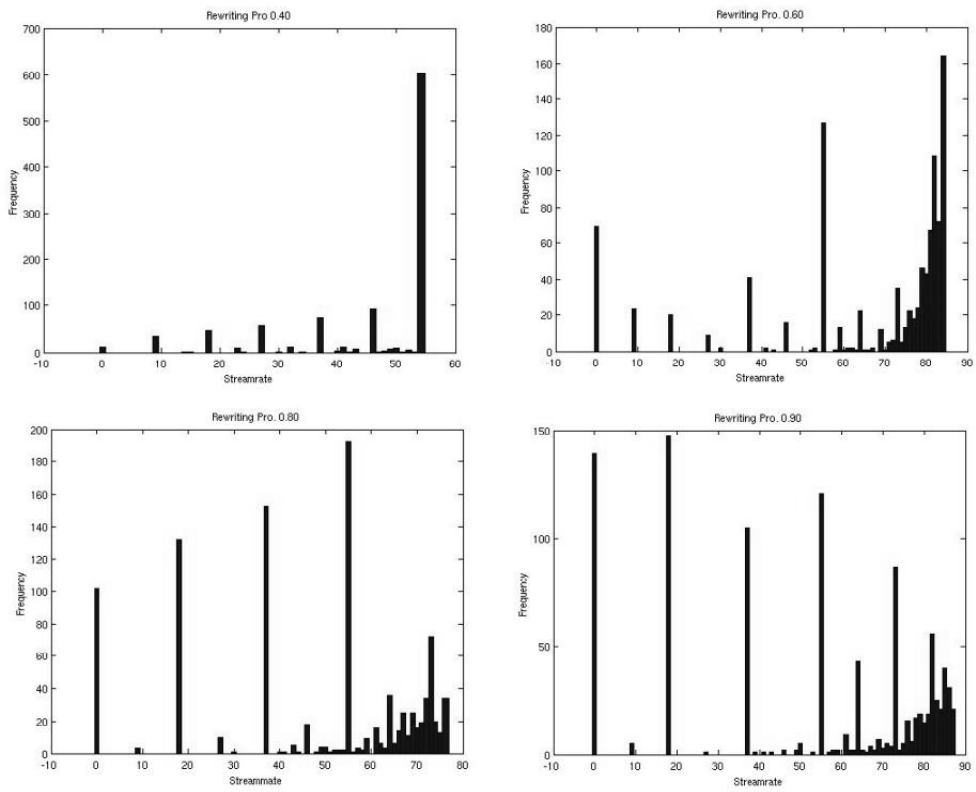 Rewriting Pro 0.40
700
600
500
400
300
200
100
0
Frequency
-10 0 10 20 30 40 50 60
Streamrate
Rewriting Pro. 0.60
180
160
140
120
100
80
60
40
20
0
Frequency
-10 0 10 20 30 40 50 60 70 80 90
Streamrate
Rewriting Pro. 0.80
200
180
160
140
120
100
80
60
40
20
0
Frequency
-10 0 10 20 30 40 50 60 70 80
Streammate
Rewriting Pro. 0.90
150
100
50
0
Frequency
-10 0 10 20 30 40 50 60 70 80 90
Streamrate